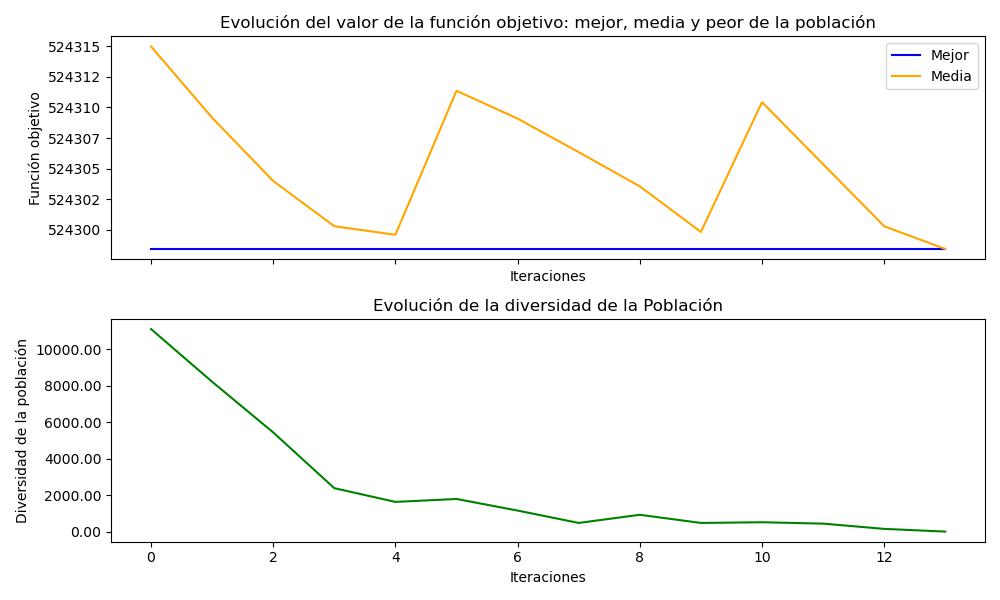 Evolución del valor de la función objetivo: mejor, media y peor de la población
524315
524312
524310
524307
524305
524302
524300
Función objetivo
Mejor
Media
Iteraciones
Evolución de la diversidad de la Población
10000.00
8000.00
6000.00
4000.00
2000.00
0.00
Diversidad de la población
0 2 4 6 8 10 12
Iteraciones